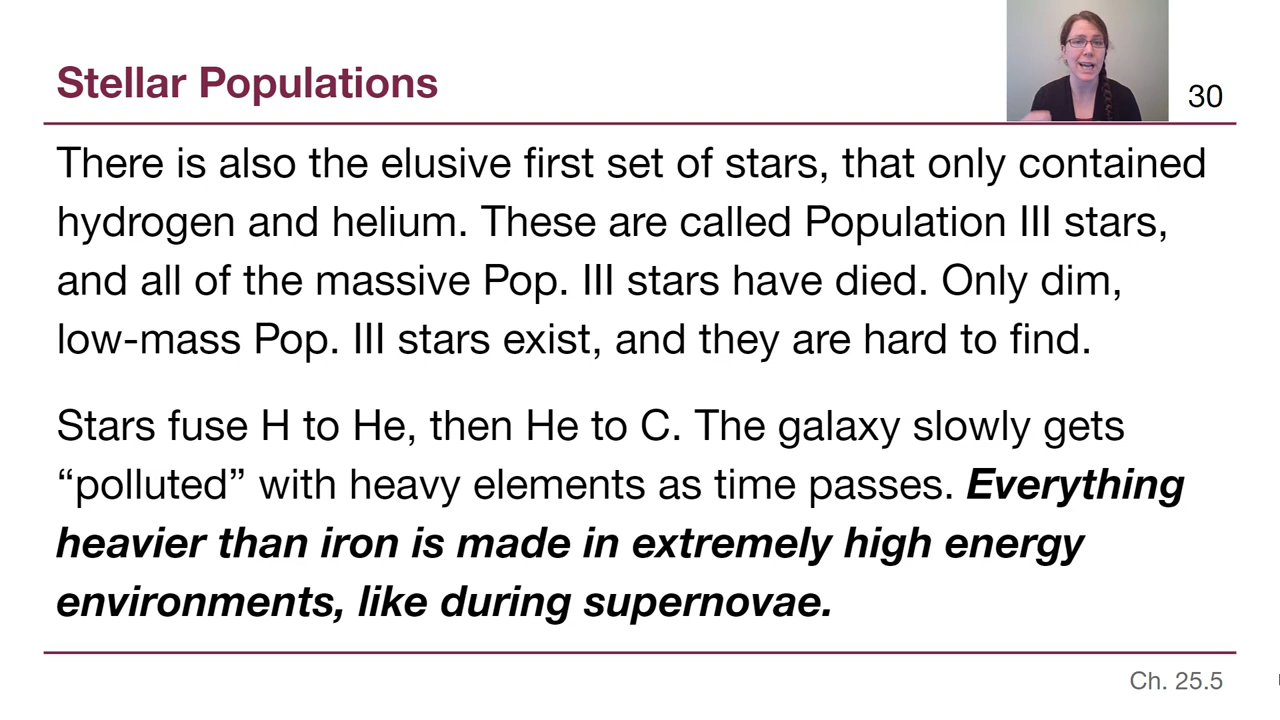 Stellar Populations
30
There is also the elusive first set of stars, that only contained
hydrogen and helium. These are called Population III stars,
and all of the massive Pop. III stars have died. Only dim,
low-mass Pop. III stars exist, and they are hard to find.
Stars fuse H to He, then He to C. The galaxy slowly gets
“polluted” with heavy elements as time passes. Everything
heavier than iron is made in extremely high energy
environments, like during supernovae.
Ch. 25.5